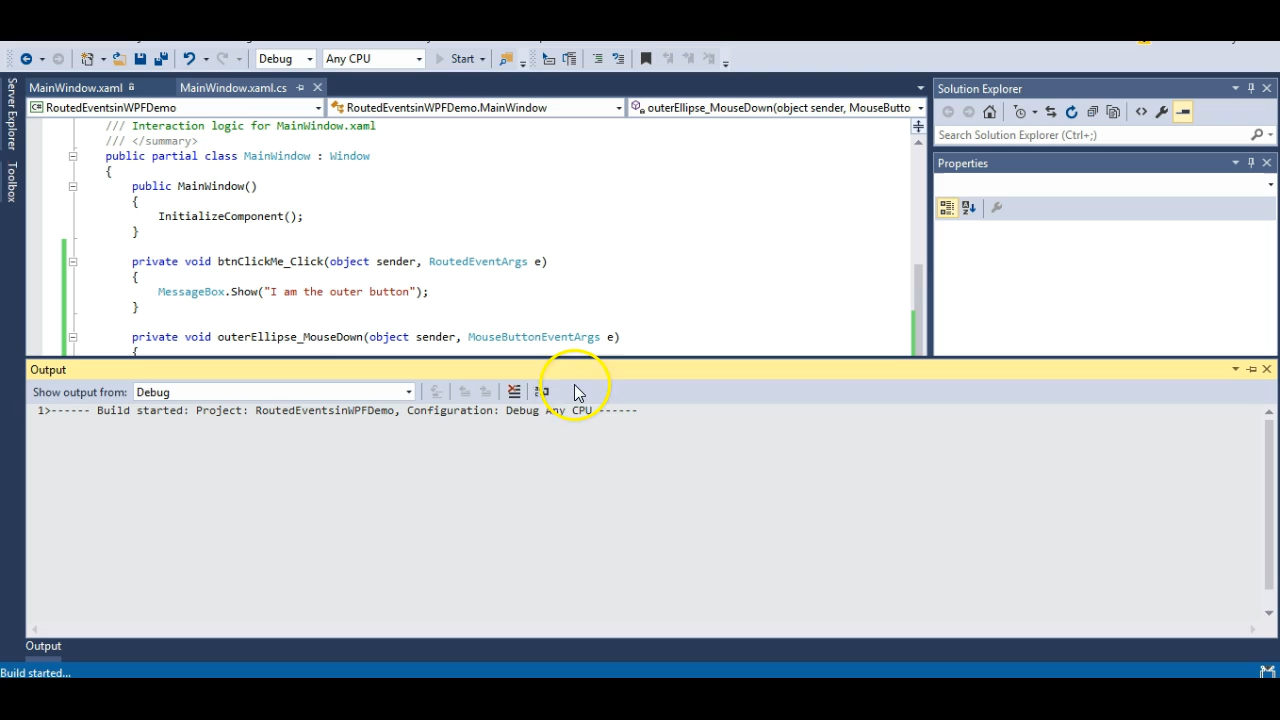 Debug
Any CPU
Start
Server Explorer
Toolbox
MainWindow.xaml
MainWindow.xaml.cs
RoutedEventsinWPFDemo
RoutedEventsinWPFDemo.MainWindow
outerEllipse_MouseDown(object sender, MouseButto
/// Interaction logic for MainWindow.xaml
/// </summary>
public partial class MainWindow : Window
{
public MainWindow()
{
InitializeComponent();
}
private void btnClickMe_Click(object sender, RoutedEventArgs e)
{
MessageBox.Show("I am the outer button");
}
private void outerEllipse_MouseDown(object sender, MouseButtonEventArgs e)
{
Solution Explorer
Search Solution Explorer (Ctrl+;)
Properties
Output
Show output from: Debug
1>------ Build started: Project: RoutedEventsinWPFDemo, Configuration: Debug Any CPU ------
Output
Build started...